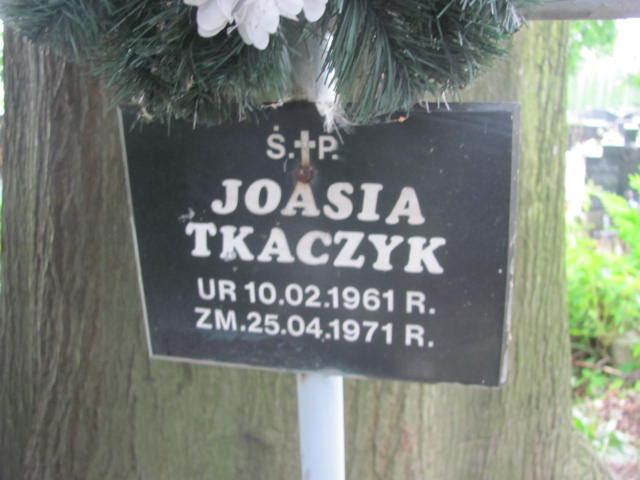 Ś.✝P.
JOASIA
TKACZYK
UR 10.02.1961 R.
ZM.25.04.1971 R.